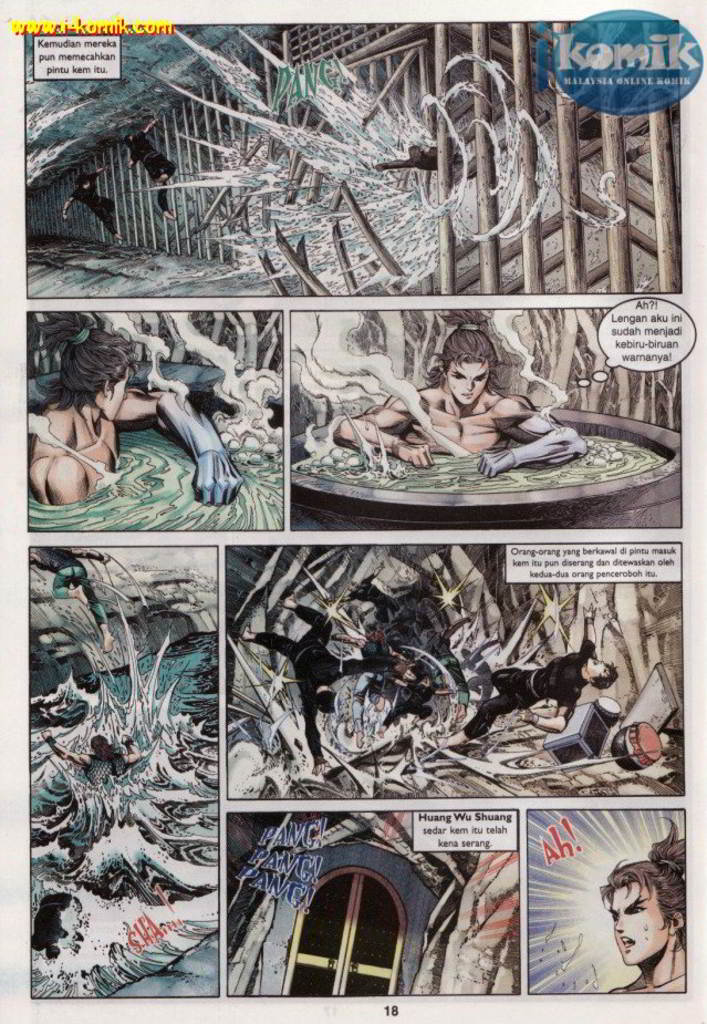 www.i-komik.com
ikomik
MALAYSIA ONLINE KOMIK
Kemudian mereka
pun memecahkan
pintu kem itu.
PANG!
Ah?!
Lengan aku ini
sudah menjadi
kebiru-biruan
warnanya!
Orang-orang yang berkawal di pintu masuk
kem itu pun diserang dan ditewaskan oleh
kedua-dua orang penceroboh itu.
SHA.....
PANG!
PANG!
PANG!
Huang Wu Shuang
sedar kem itu telah
kena serang.
Ah!
18